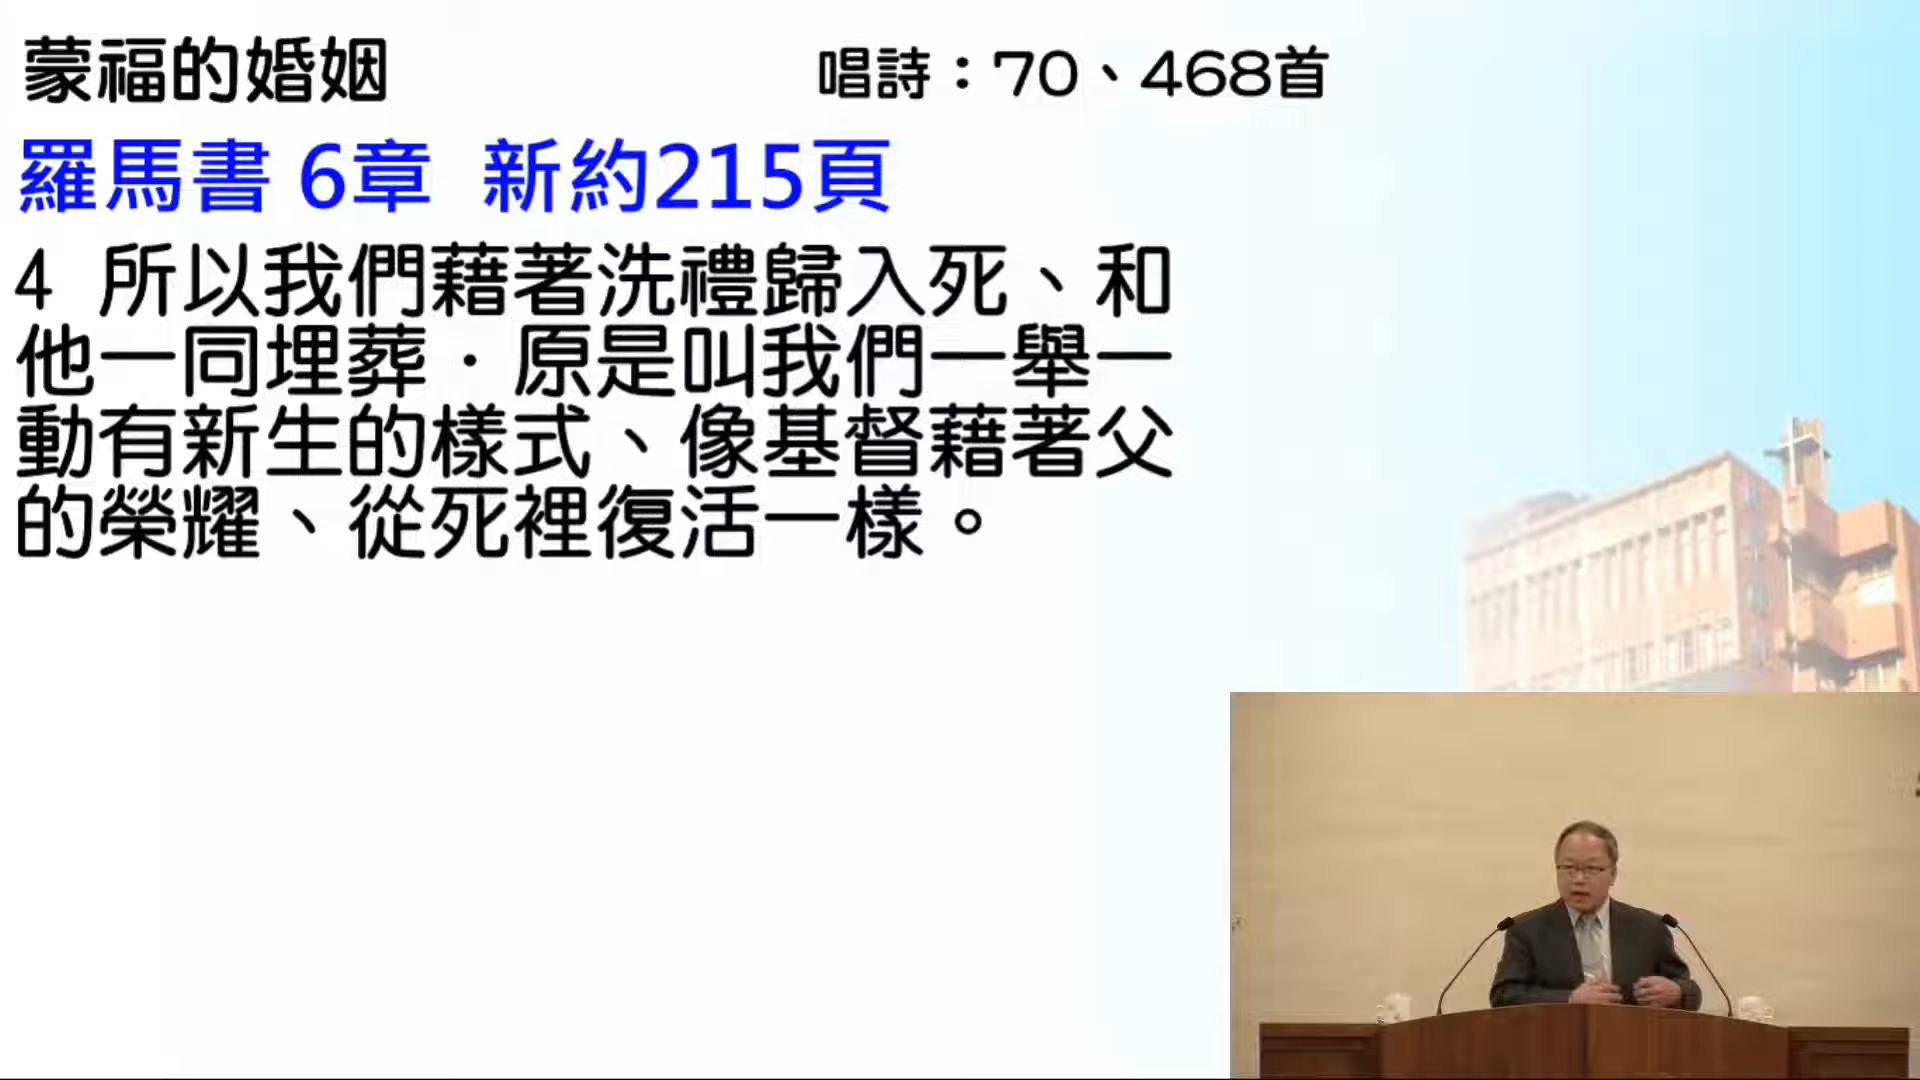 蒙福的婚姻 唱詩：70、468首
羅馬書 6章 新約215頁
4 所以我們藉著洗禮歸入死、和
他一同埋葬．原是叫我們一舉一
動有新生的樣式、像基督藉著父
的榮耀、從死裡復活一樣。